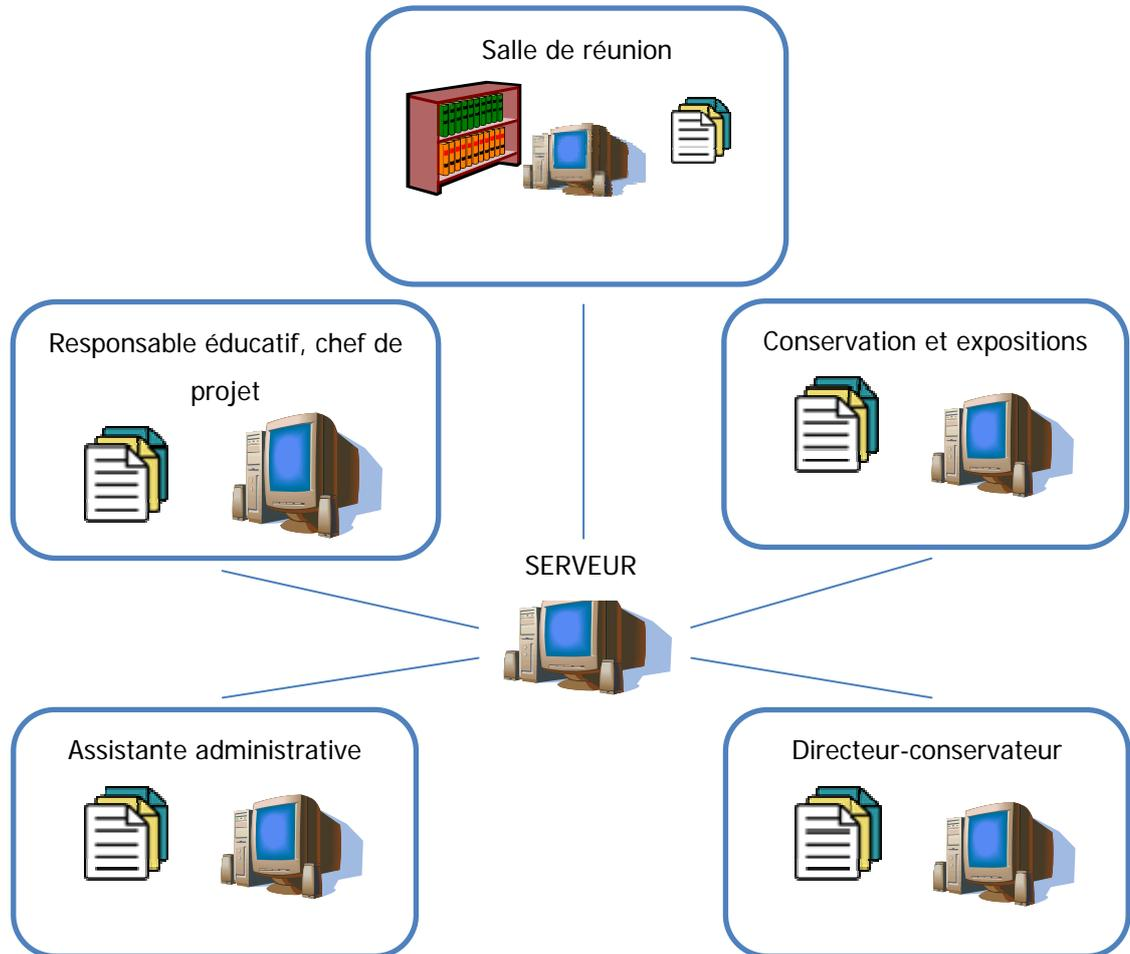 Salle de réunion
Responsable éducatif, chef de
projet
Conservation et expositions
SERVEUR
Assistante administrative
Directeur-conservateur